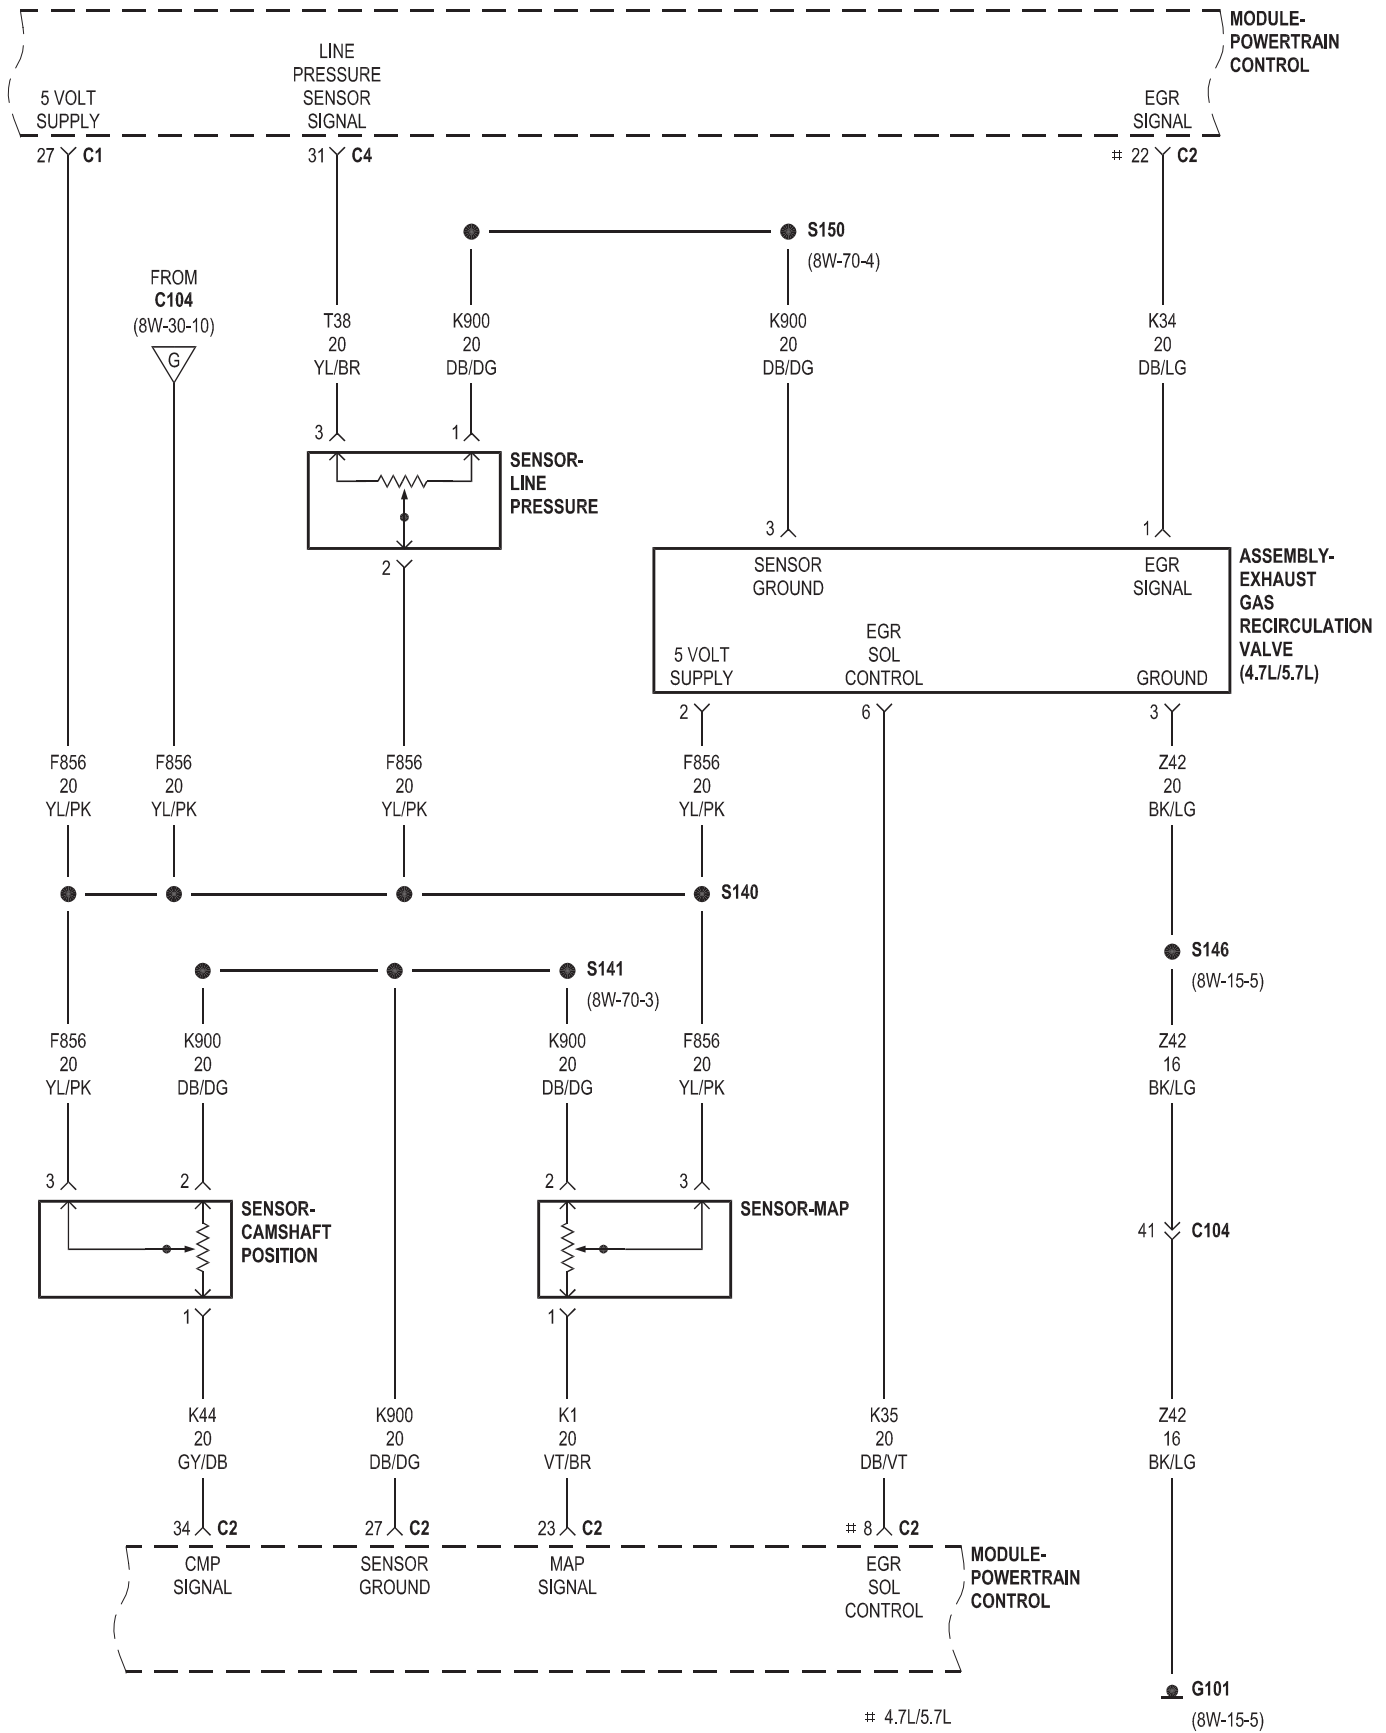 MODULE-
POWERTRAIN
CONTROL
LINE
PRESSURE
SENSOR
SIGNAL
5 VOLT
SUPPLY
EGR
SIGNAL
27 C1
31 C4
# 22 C2
S150
(8W-70-4)
FROM
C104
(8W-30-10)
G
T38
20
YL/BR
K900
20
DB/DG
K900
20
DB/DG
K34
20
DB/LG
3
1
SENSOR-
LINE
PRESSURE
2
3
1
SENSOR
GROUND
EGR
SIGNAL
EGR
SOL
CONTROL
5 VOLT
SUPPLY
GROUND
ASSEMBLY-
EXHAUST
GAS
RECIRCULATION
VALVE
(4.7L/5.7L)
2
6
3
F856
20
YL/PK
F856
20
YL/PK
F856
20
YL/PK
F856
20
YL/PK
Z42
20
BK/LG
S140
S146
(8W-15-5)
S141
(8W-70-3)
F856
20
YL/PK
K900
20
DB/DG
K900
20
DB/DG
F856
20
YL/PK
Z42
16
BK/LG
3
2
2
3
SENSOR-
CAMSHAFT
POSITION
SENSOR-MAP
41 C104
1
1
K44
20
GY/DB
K900
20
DB/DG
K1
20
VT/BR
K35
20
DB/VT
Z42
16
BK/LG
34 C2
27 C2
23 C2
# 8 C2
CMP
SIGNAL
SENSOR
GROUND
MAP
SIGNAL
EGR
SOL
CONTROL
MODULE-
POWERTRAIN
CONTROL
G101
(8W-15-5)
# 4.7L/5.7L